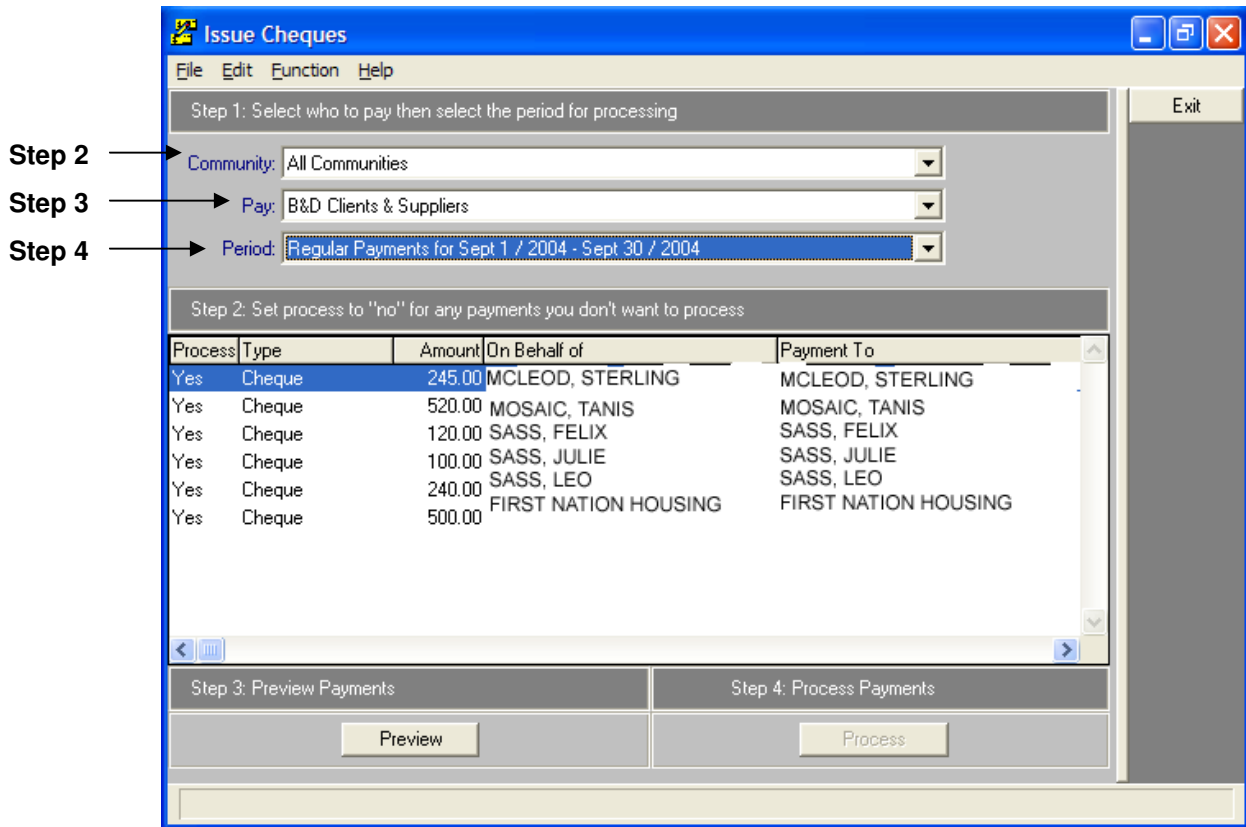 Issue Cheques
File Edit Function Help
Step 1: Select who to pay then select the period for processing
Exit
Step 2
Community: All Communities
Step 3
Pay: B&D Clients & Suppliers
Step 4
Period: Regular Payments for Sept 1 / 2004 - Sept 30 / 2004
Step 2: Set process to "no" for any payments you don't want to process
Process Type Amount On Behalf of Payment To
Yes Cheque 245.00 MCLEOD, STERLING MCLEOD, STERLING
Yes Cheque 520.00 MOSAIC, TANIS MOSAIC, TANIS
Yes Cheque 120.00 SASS, FELIX SASS, FELIX
Yes Cheque 100.00 SASS, JULIE SASS, JULIE
Yes Cheque 240.00 SASS, LEO SASS, LEO
Yes Cheque 500.00 FIRST NATION HOUSING FIRST NATION HOUSING
Step 3: Preview Payments Step 4: Process Payments
Preview Process